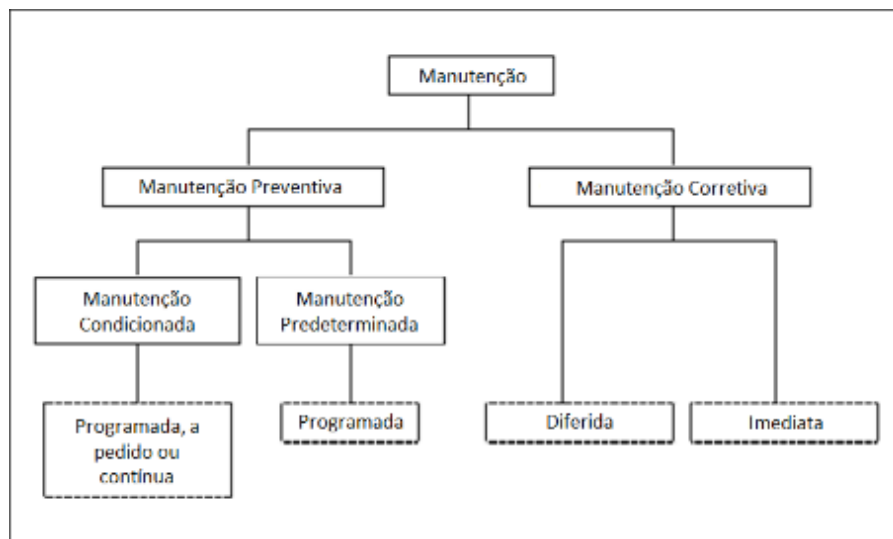 Manutenção
Manutenção Preventiva
Manutenção Corretiva
Manutenção
Condicionada
Manutenção
Predeterminada
Programada, a
pedido ou
contínua
Programada
Diferida
Imediata